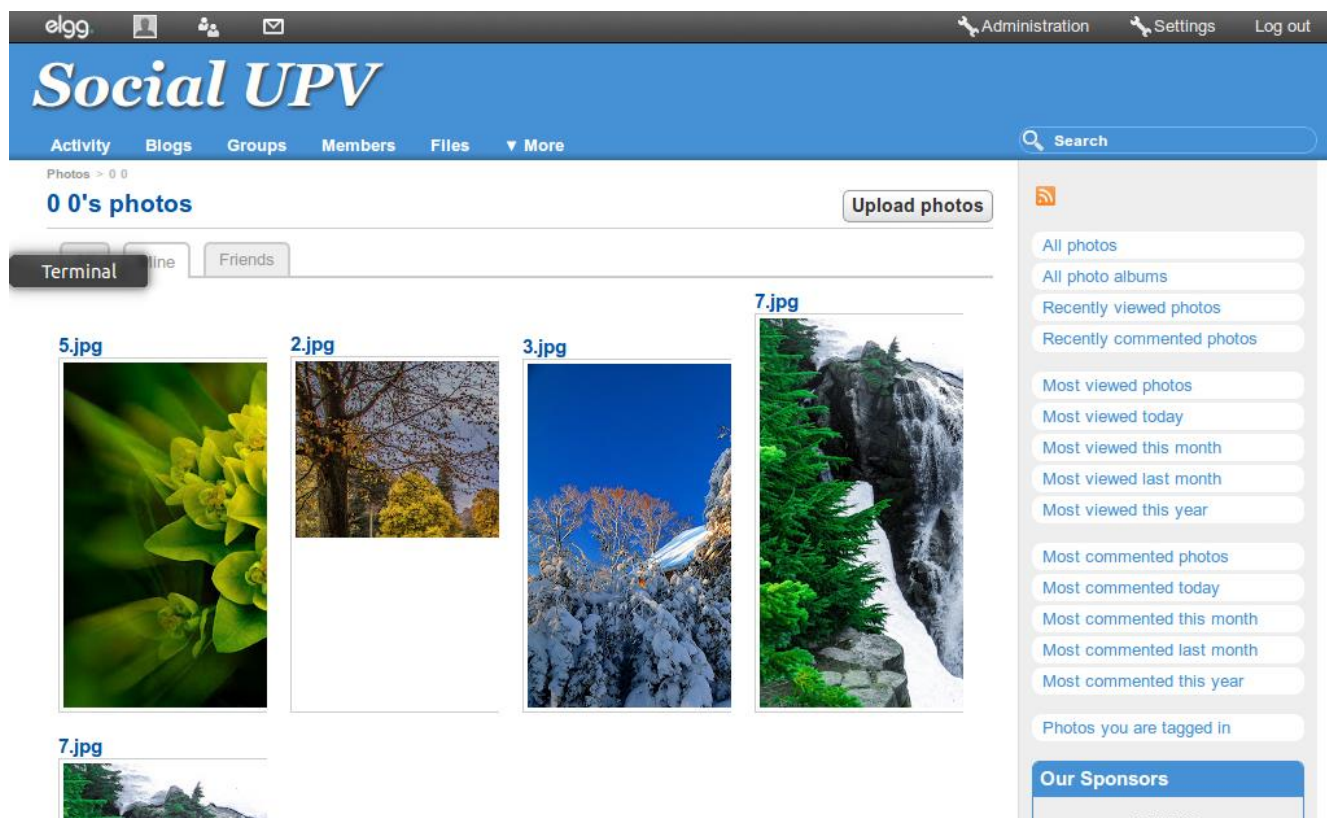 elgg. Administration Settings Log out
Social UPV
Activity Blogs Groups Members Files ▼ More Search
Photos > 0 0
0 0's photos Upload photos
Terminal Friends
5.jpg 2.jpg 3.jpg 7.jpg
7.jpg
All photos
All photo albums
Recently viewed photos
Recently commented photos
Most viewed photos
Most viewed today
Most viewed this month
Most viewed last month
Most viewed this year
Most commented photos
Most commented today
Most commented this month
Most commented last month
Most commented this year
Photos you are tagged in
Our Sponsors